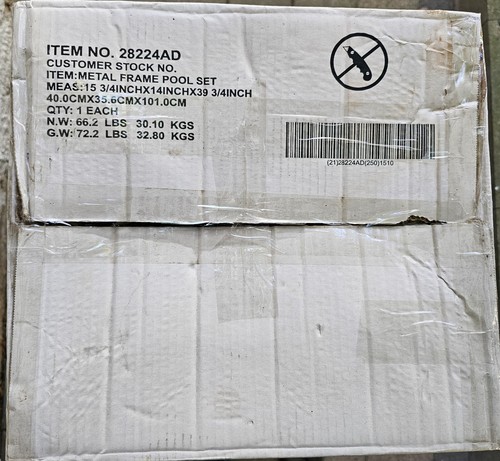 ITEM NO. 28224AD
CUSTOMER STOCK NO.
ITEM:METAL FRAME POOL SET
MEAS:15 3/4INCHX14INCHX39 3/4INCH
40.0CMX35.6CMX101.0CM
QTY: 1 EACH
N.W: 66.2 LBS 30.10 KGS
G.W: 72.2 LBS 32.80 KGS
(21)28224AD(250)1510